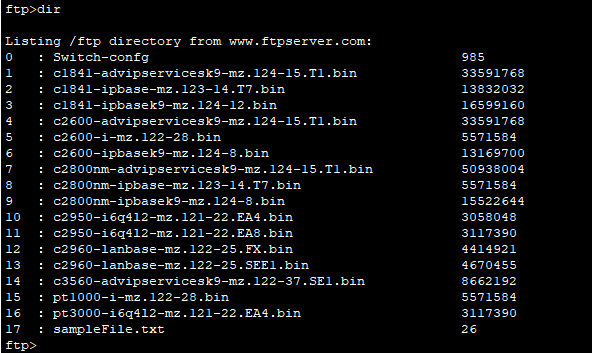 ftp>dir
Listing /ftp directory from www.ftpserver.com:
0 : Switch-confg 985
1 : c1841-advipservicesk9-mz.124-15.T1.bin 33591768
2 : c1841-ipbase-mz.123-14.T7.bin 13832032
3 : c1841-ipbasek9-mz.124-12.bin 16599160
4 : c2600-advipservicesk9-mz.124-15.T1.bin 33591768
5 : c2600-i-mz.122-28.bin 5571584
6 : c2600-ipbasek9-mz.124-8.bin 13169700
7 : c2800nm-advipservicesk9-mz.124-15.T1.bin 50938004
8 : c2800nm-ipbase-mz.123-14.T7.bin 5571584
9 : c2800nm-ipbasek9-mz.124-8.bin 15522644
10 : c2950-i6q4l2-mz.121-22.EA4.bin 3058048
11 : c2950-i6q4l2-mz.121-22.EA8.bin 3117390
12 : c2960-lanbase-mz.122-25.FX.bin 4414921
13 : c2960-lanbase-mz.122-25.SEE1.bin 4670455
14 : c3560-advipservicesk9-mz.122-37.SE1.bin 8662192
15 : pt1000-i-mz.122-28.bin 5571584
16 : pt3000-i6q4l2-mz.121-22.EA4.bin 3117390
17 : sampleFile.txt 26
ftp>